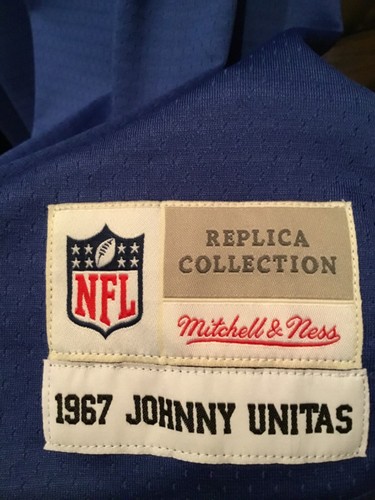 NFL
REPLICA
COLLECTION
Mitchell & Ness
1967 JOHNNY UNITAS